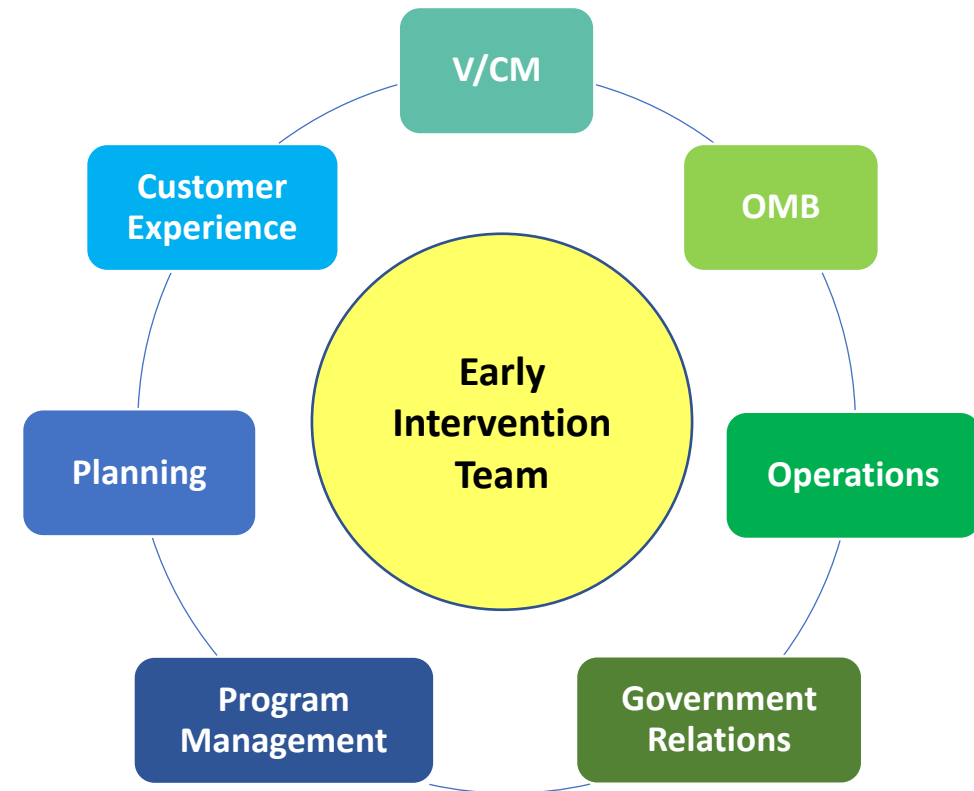 V/CM
OMB
Operations
Government
Relations
Program
Management
Planning
Customer
Experience
Early
Intervention
Team